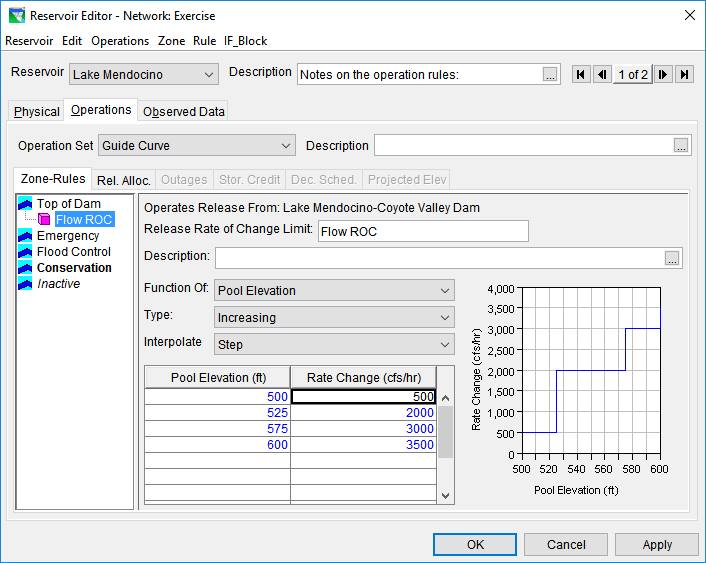 Reservoir Editor - Network: Exercise
Reservoir Edit Operations Zone Rule IF_Block
Reservoir Lake Mendocino Description Notes on the operation rules: ... 1 of 2
Physical Operations Observed Data
Operation Set Guide Curve Description ...
Zone-Rules Rel. Alloc. Outages Stor. Credit Dec. Sched. Projected Elev
Top of Dam
Flow ROC
Emergency
Flood Control
Conservation
Inactive
Operates Release From: Lake Mendocino-Coyote Valley Dam
Release Rate of Change Limit: Flow ROC
Description: ...
Function Of: Pool Elevation
Type: Increasing
Interpolate Step
Pool Elevation (ft) Rate Change (cfs/hr)
500 500
525 2000
575 3000
600 3500
Rate Change (cfs/hr)
4,000
3,500
3,000
2,500
2,000
1,500
1,000
500
0
500 520 540 560 580 600
Pool Elevation (ft)
OK Cancel Apply